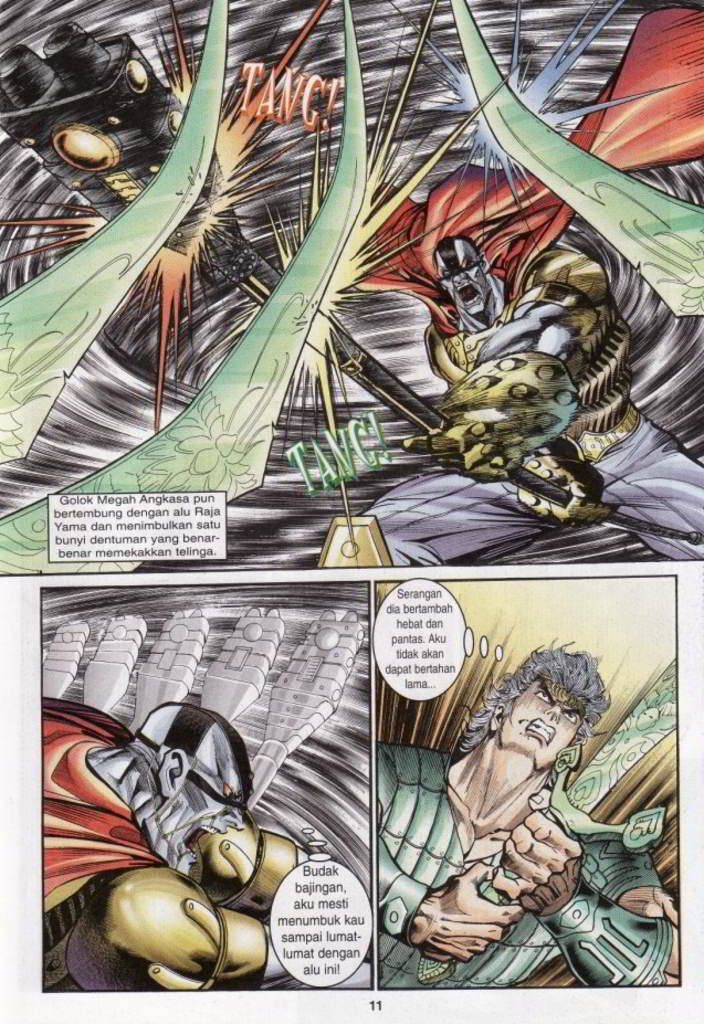 TANG!
TANG!
Golok Megah Angkasa pun
bertembung dengan alu Raja
Yama dan menimbulkan satu
bunyi dentuman yang benar-
benar memekakkan telinga.
Budak
bajingan,
aku mesti
menumbuk kau
sampai lumat-
lumat dengan
alu ini!
Serangan
dia bertambah
hebat dan
pantas. Aku
tidak akan
dapat bertahan
lama...
11